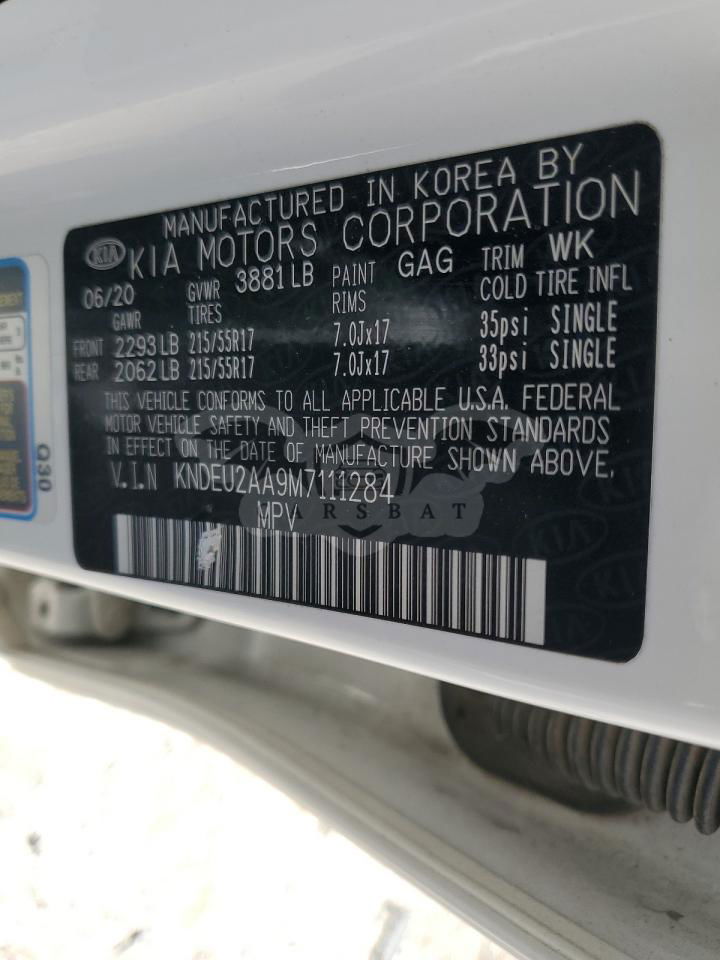 MANUFACTURED IN KOREA BY
KIA
KIA MOTORS CORPORATION
06/20 GVWR 3881 LB PAINT GAG TRIM WK
GAWR TIRES RIMS COLD TIRE INFL
FRONT 2293 LB 215/55R17 7.0Jx17 35psi SINGLE
REAR 2062 LB 215/55R17 7.0Jx17 33psi SINGLE
THIS VEHICLE CONFORMS TO ALL APPLICABLE U.S.A. FEDERAL
MOTOR VEHICLE SAFETY AND THEFT PREVENTION STANDARDS
IN EFFECT ON THE DATE OF MANUFACTURE SHOWN ABOVE.
V.I.N KNDEU2AA9M7111284
MPV
CARSBAT
Q30
KIA
KIA